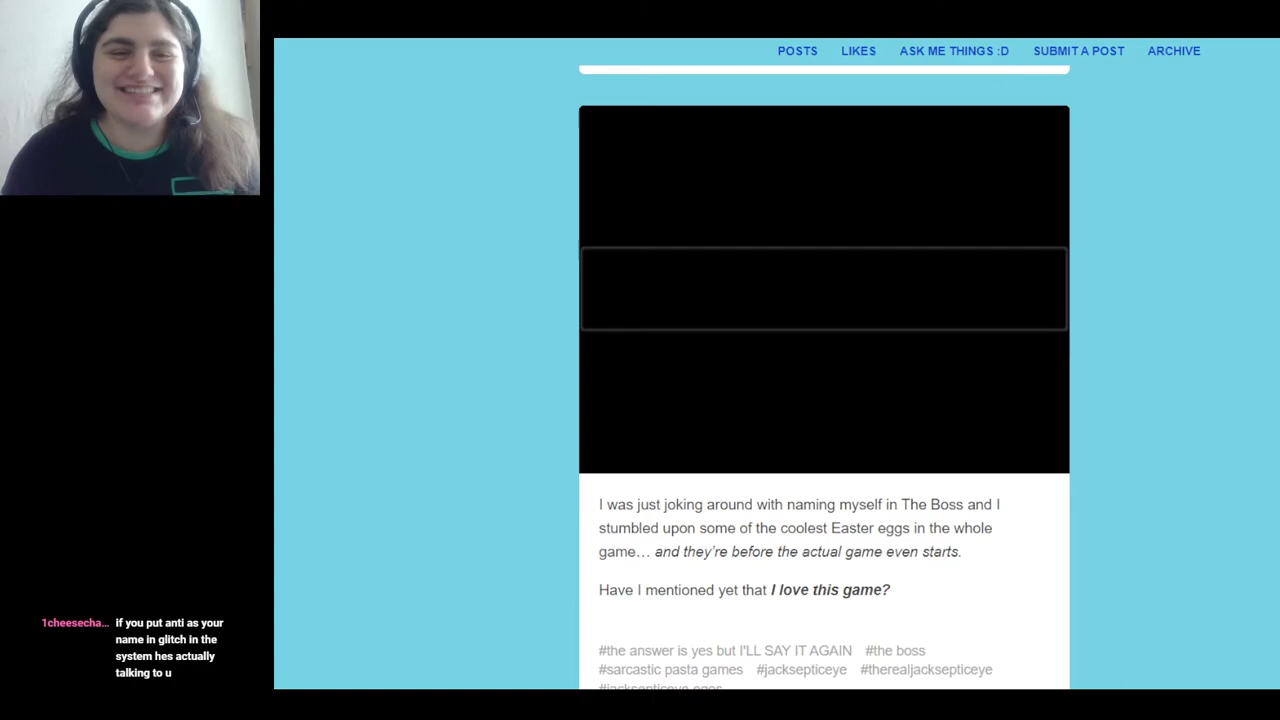 POSTS LIKES ASK ME THINGS :D SUBMIT A POST ARCHIVE
I was just joking around with naming myself in The Boss and I
stumbled upon some of the coolest Easter eggs in the whole
game… and they’re before the actual game even starts.
Have I mentioned yet that I love this game?
#the answer is yes but I'LL SAY IT AGAIN #the boss
#sarcastic pasta games #jacksepticeye #therealjacksepticeye
1cheesecha… if you put anti as your
name in glitch in the
system hes actually
talking to u